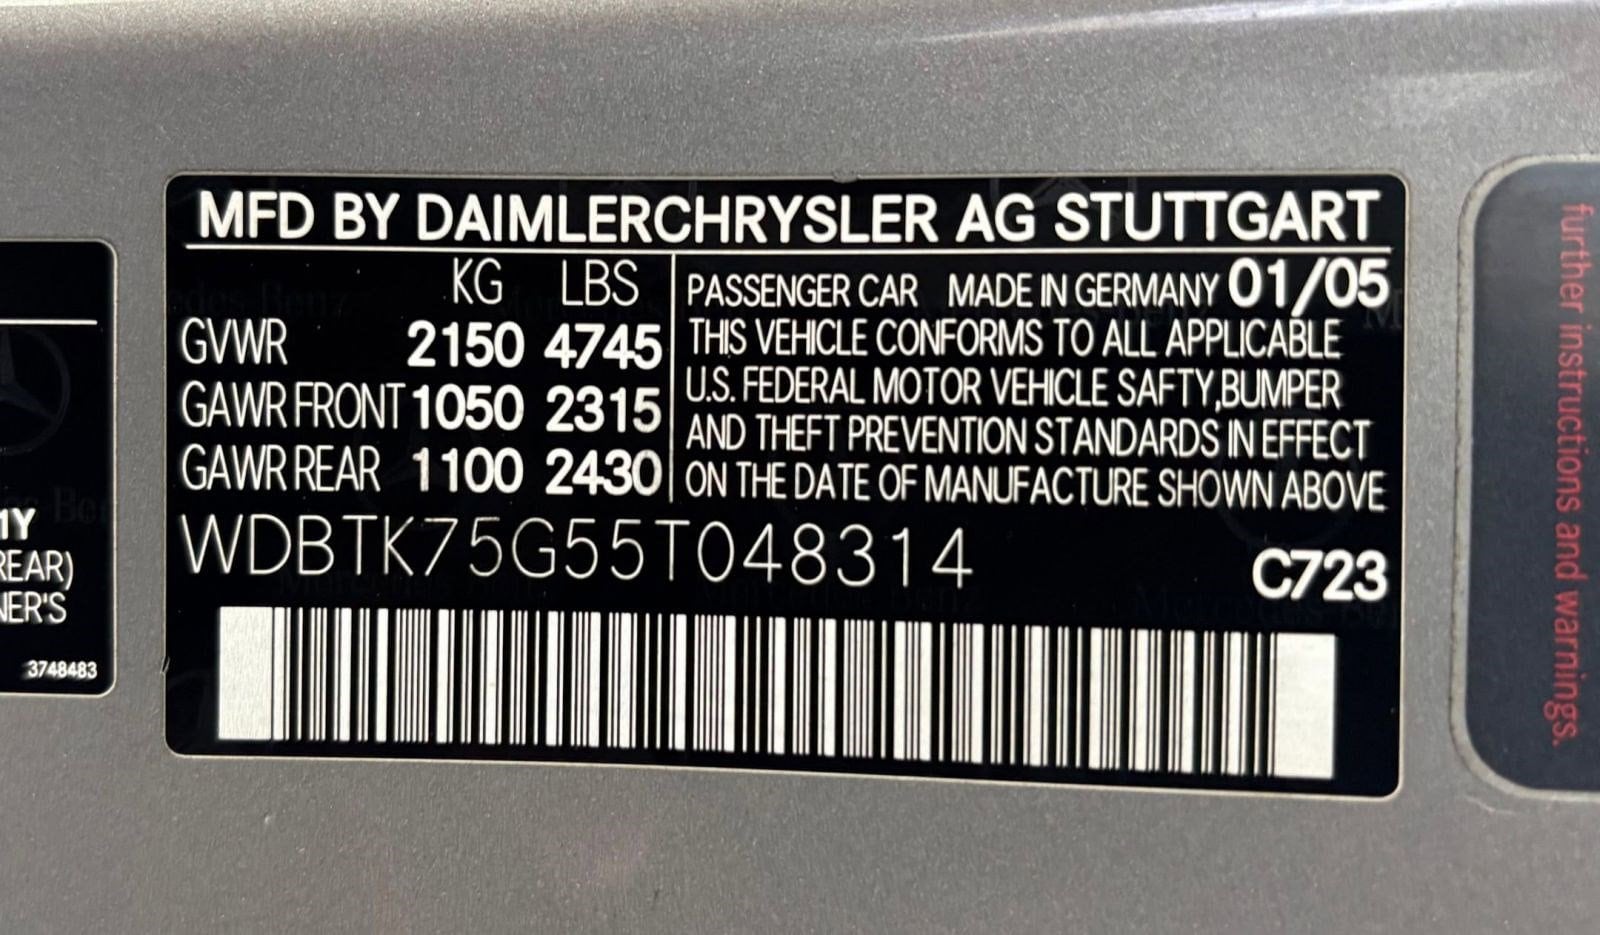 MFD BY DAIMLERCHRYSLER AG STUTTGART
KG LBS
GVWR 2150 4745
GAWR FRONT 1050 2315
GAWR REAR 1100 2430
PASSENGER CAR MADE IN GERMANY 01/05
THIS VEHICLE CONFORMS TO ALL APPLICABLE
U.S. FEDERAL MOTOR VEHICLE SAFTY,BUMPER
AND THEFT PREVENTION STANDARDS IN EFFECT
ON THE DATE OF MANUFACTURE SHOWN ABOVE
WDBTK75G55T048314
C723
REAR)
NER'S
3748483
further instructions and warnings.